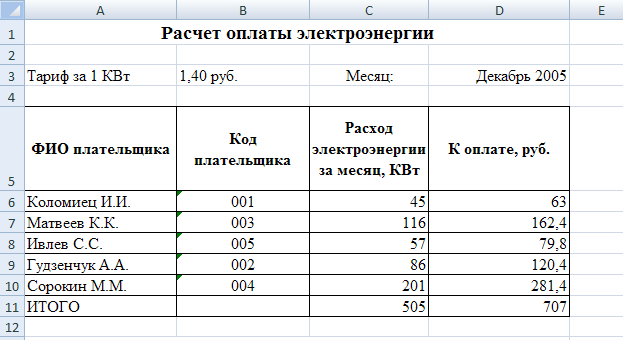 A B C D E
1 Расчет оплаты электроэнергии
2
3 Тариф за 1 КВт 1,40 руб. Месяц: Декабрь 2005
4
5 ФИО плательщика Код плательщика Расход электроэнергии за месяц, КВт К оплате, руб.
6 Коломиец И.И. 001 45 63
7 Матвеев К.К. 003 116 162,4
8 Ивлев С.С. 005 57 79,8
9 Гудзенчук А.А. 002 86 120,4
10 Сорокин М.М. 004 201 281,4
11 ИТОГО 505 707
12